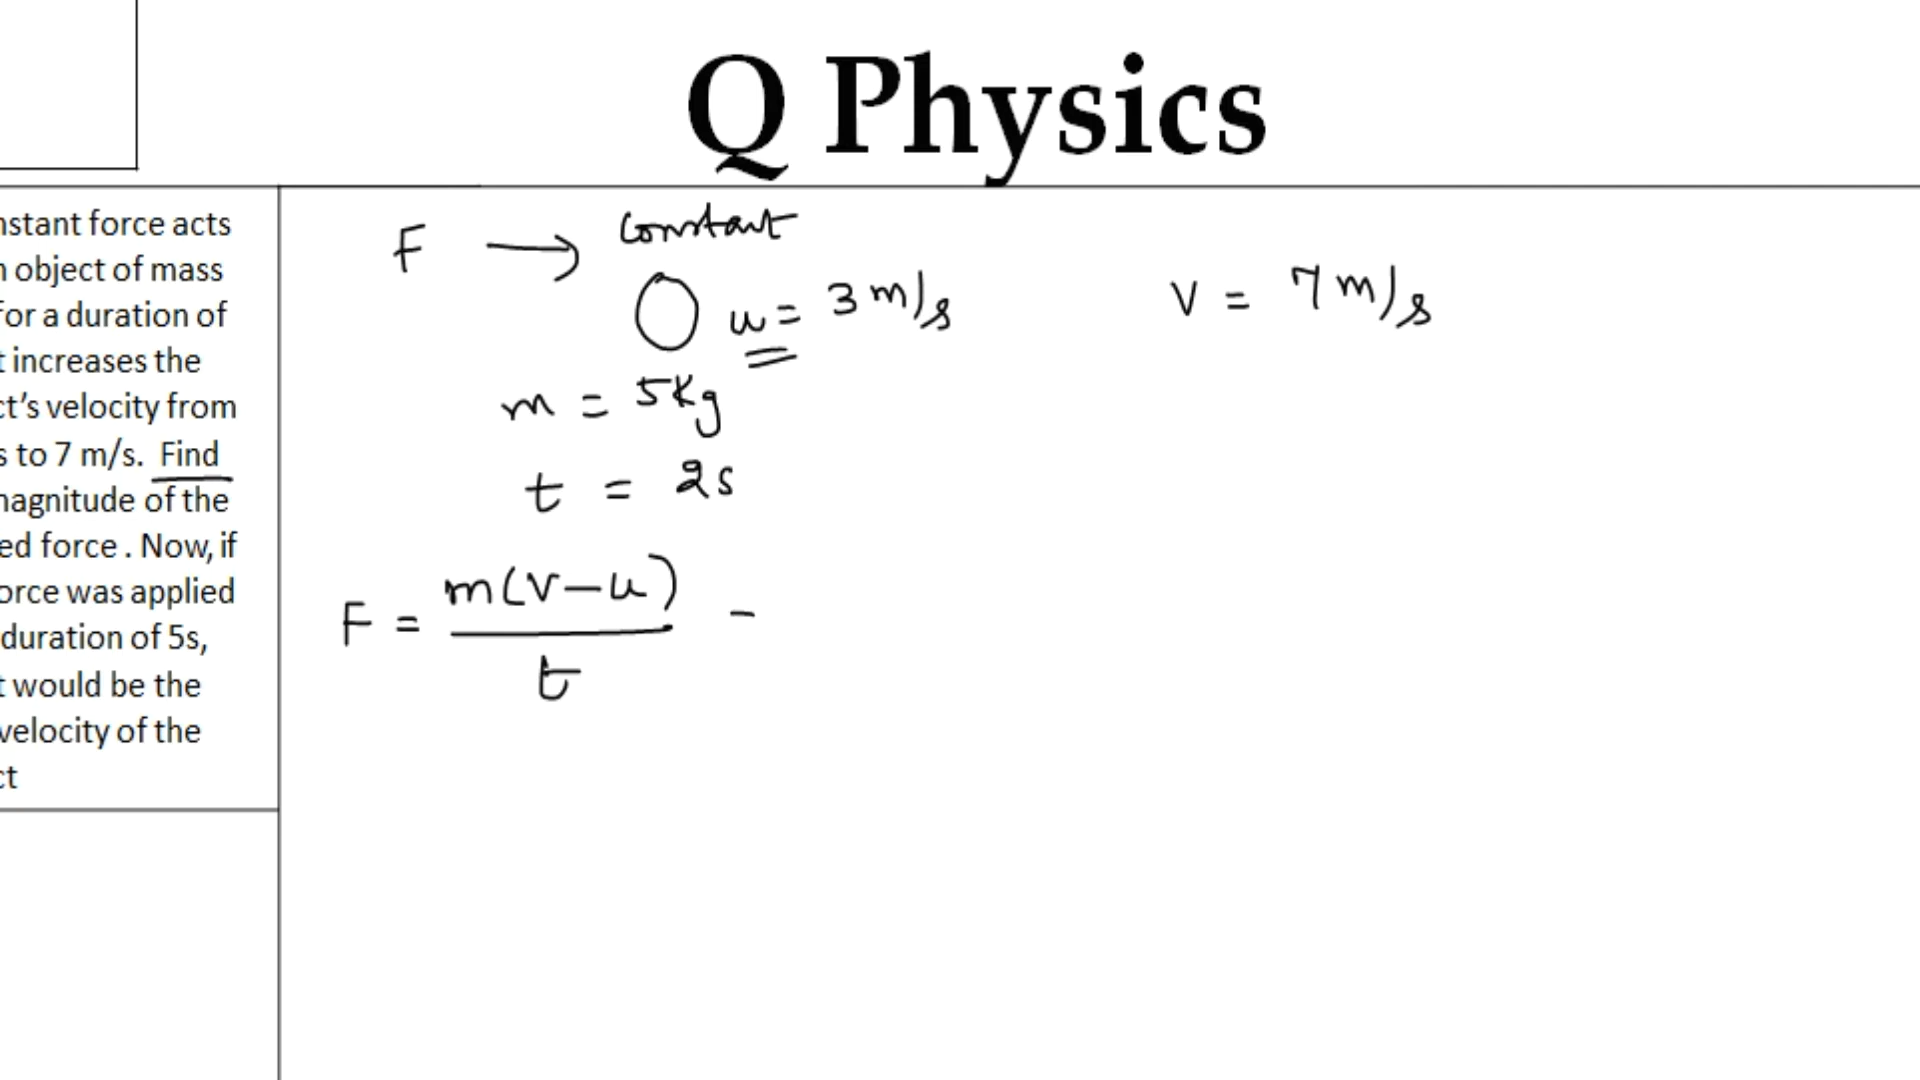 Q Physics
nstant force acts
n object of mass
for a duration of
t increases the
ct's velocity from
s to 7 m/s. Find
nagnitude of the
ed force . Now, if
orce was applied
duration of 5s,
t would be the
velocity of the
ct
F → constant
u = 3 m/s V = 7 m/s
m = 5kg
t = 2s
F = m(v-u) -
t